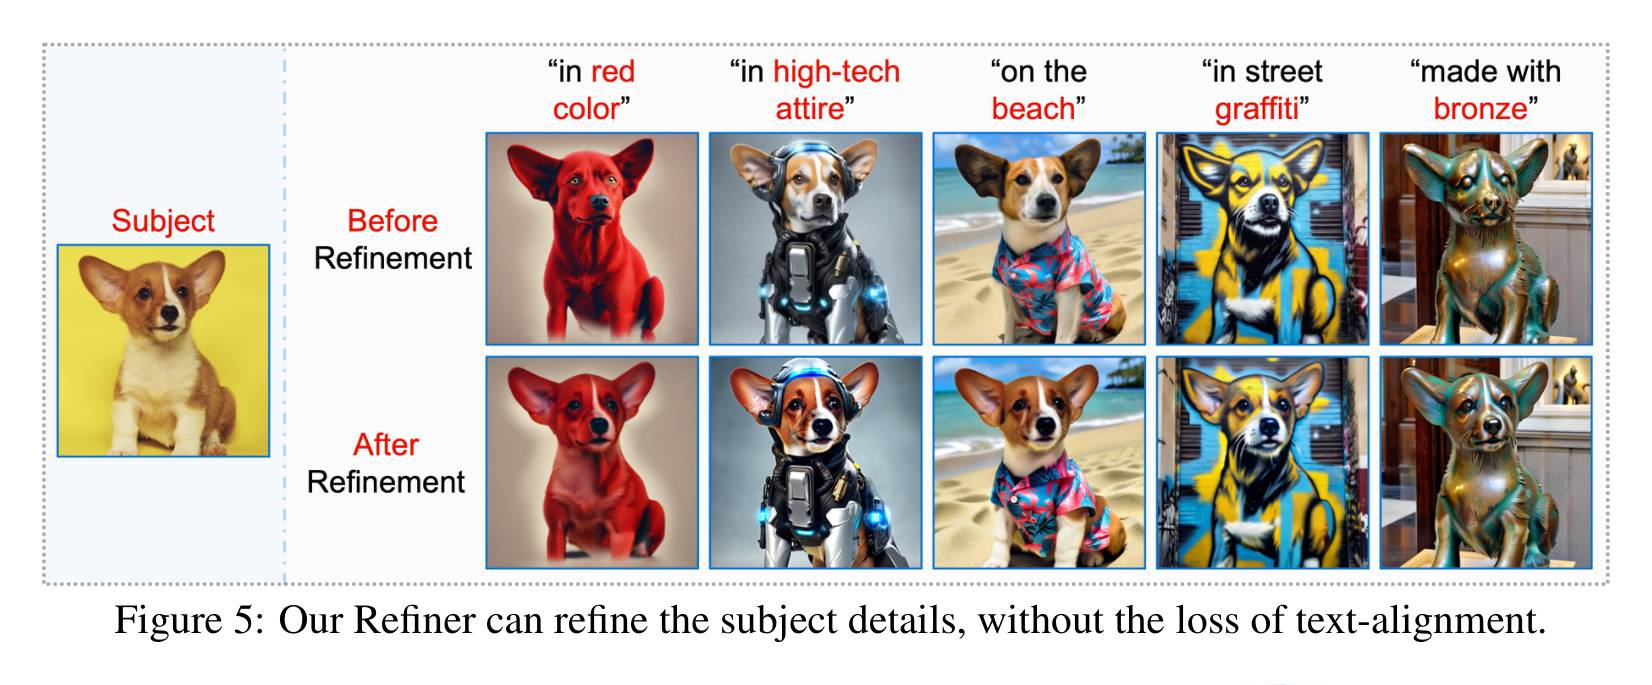 “in red
color”
“in high-tech
attire”
“on the
beach”
“in street
graffiti”
“made with
bronze”
Subject
Before
Refinement
After
Refinement
Figure 5: Our Refiner can refine the subject details, without the loss of text-alignment.